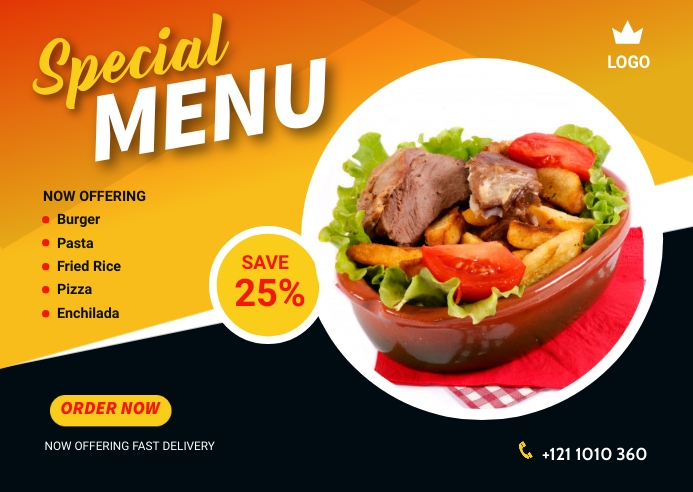 Special
MENU
LOGO
NOW OFFERING
Burger
Pasta
Fried Rice
Pizza
Enchilada
SAVE
25%
ORDER NOW
NOW OFFERING FAST DELIVERY
+121 1010 360